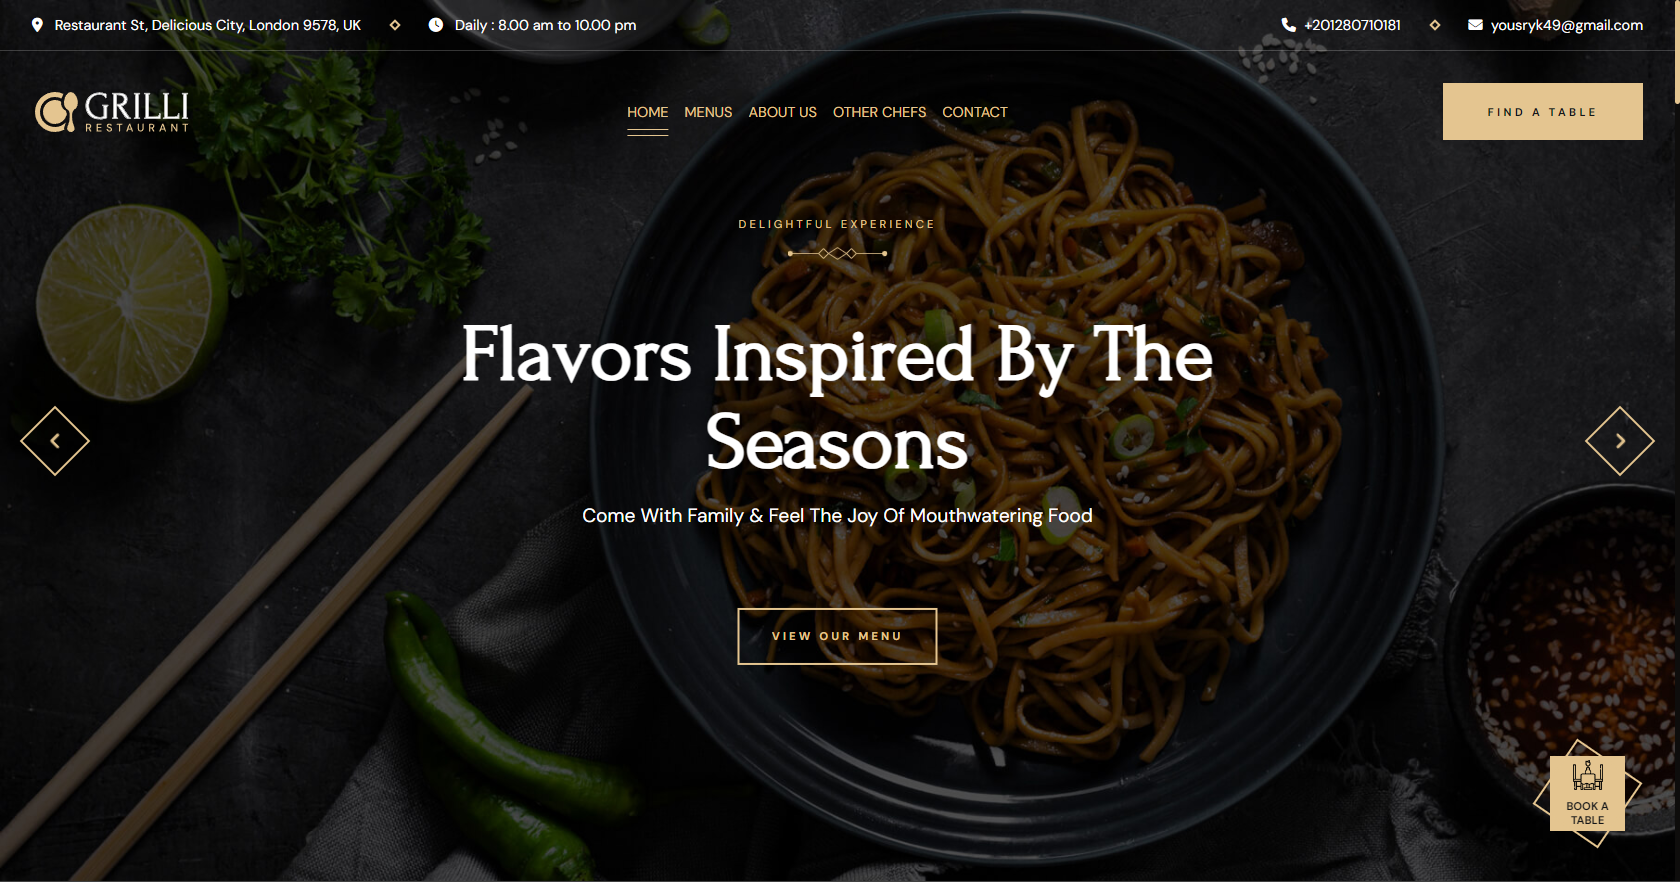 Restaurant St, Delicious City, London 9578, UK
Daily : 8.00 am to 10.00 pm
+201280710181
yousryk49@gmail.com
GRILLI
RESTAURANT
HOME
MENUS
ABOUT US
OTHER CHEFS
CONTACT
FIND A TABLE
DELIGHTFUL EXPERIENCE
Flavors Inspired By The
Seasons
Come With Family & Feel The Joy Of Mouthwatering Food
VIEW OUR MENU
BOOK A
TABLE